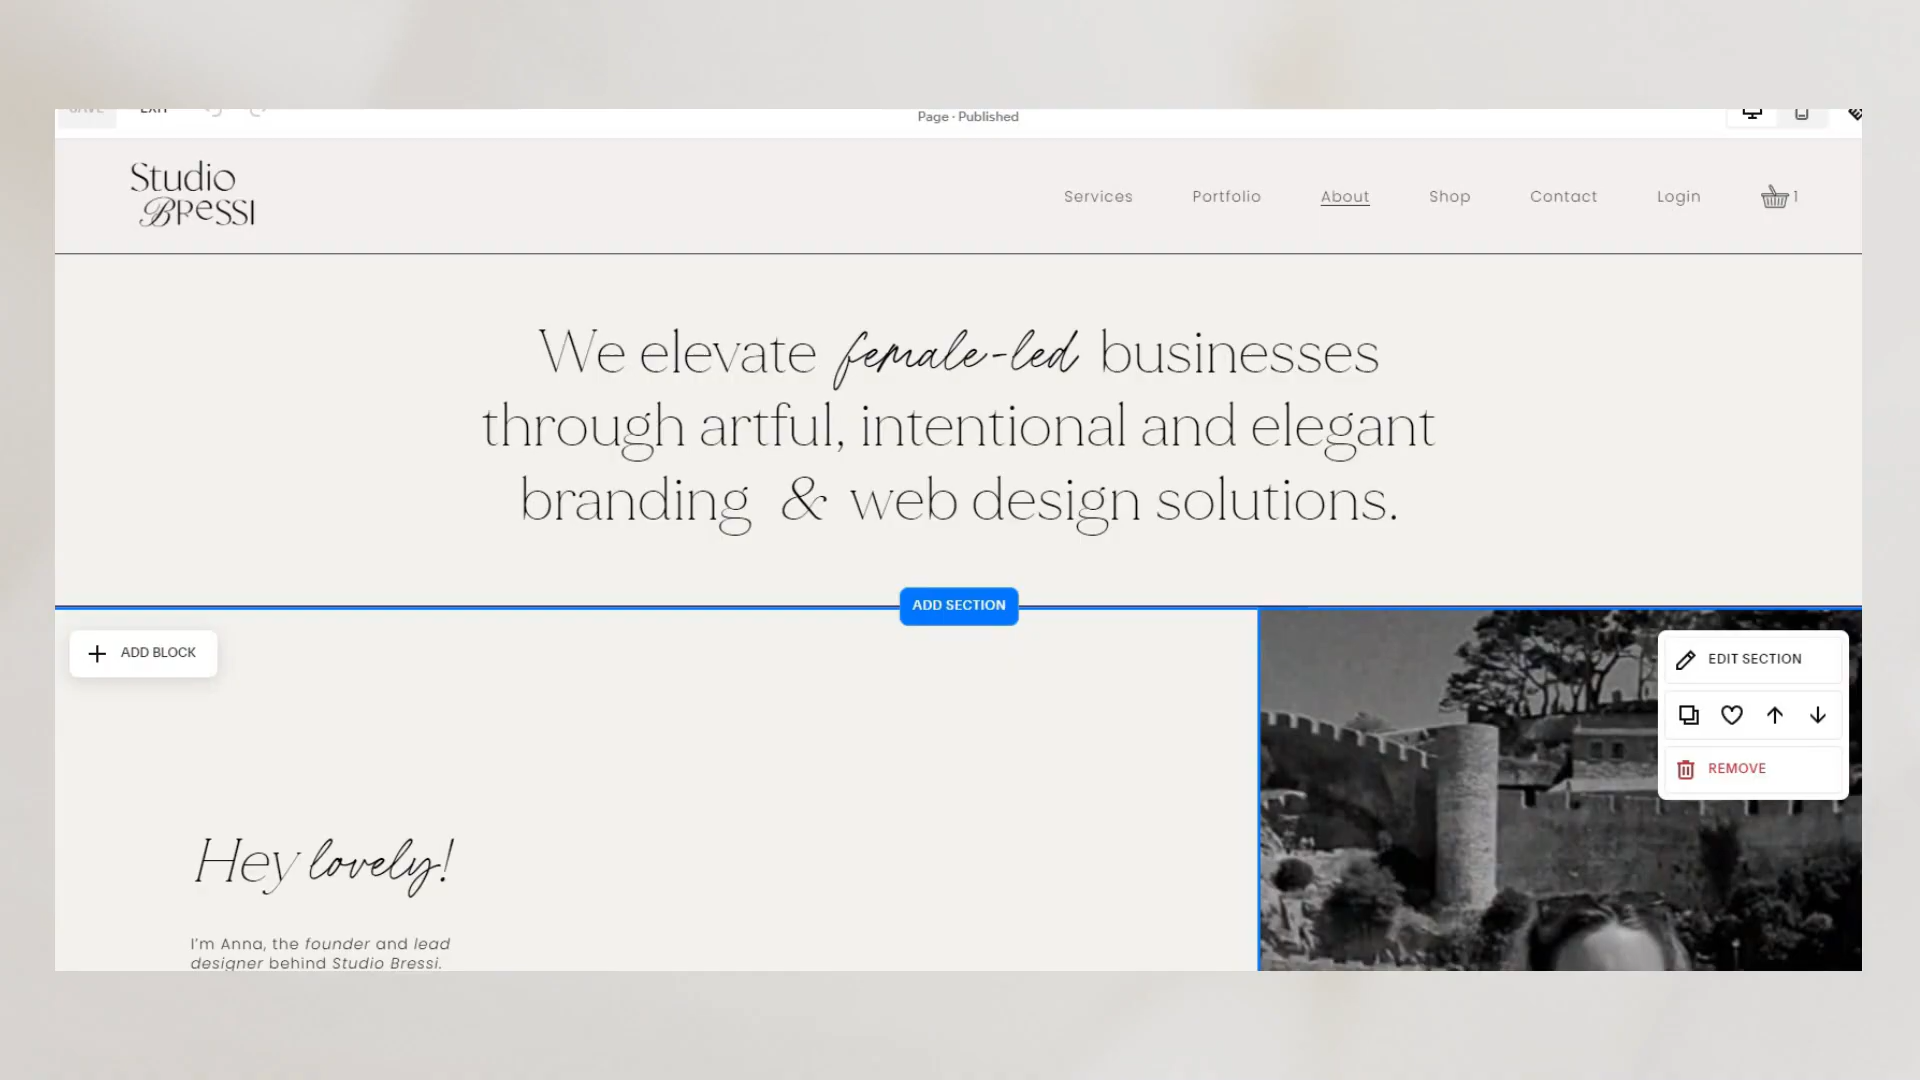 SAVE EXIT
Page · Published
Studio
Bressi
Services Portfolio About Shop Contact Login 1
We elevate female-led businesses
through artful, intentional and elegant
branding & web design solutions.
ADD SECTION
ADD BLOCK
EDIT SECTION
REMOVE
Hey lovely!
I'm Anna, the founder and lead
designer behind Studio Bressi.